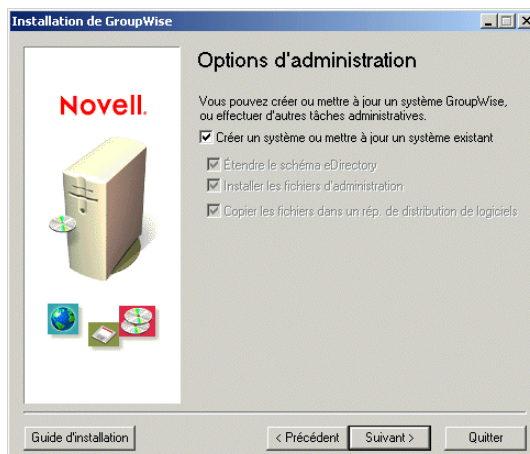 Installation de GroupWise
Novell.
Options d'administration
Vous pouvez créer ou mettre à jour un système GroupWise,
ou effectuer d'autres tâches administratives.
Créer un système ou mettre à jour un système existant
Étendre le schéma eDirectory
Installer les fichiers d'administration
Copier les fichiers dans un rép. de distribution de logiciels
Guide d'installation
< Précédent
Suivant >
Quitter